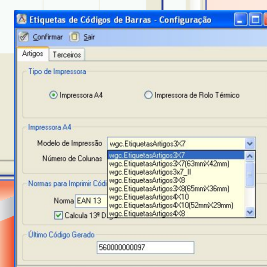 Etiquetas de Códigos de Barras - Configuração
Confirmar Sair
Artigos Terceiros
Tipo de Impressora
Impressora A4 Impressora de Rolo Térmico
Impressora A4
Modelo de Impressão wgc.EtiquetasArtigos3X7
wgc.EtiquetasArtigos3X7
Número de Colunas wgc.EtiquetasArtigos3X7(63mmX42mm)
wgc.EtiquetasArtigos3x7_II
wgc.EtiquetasArtigos3X8
Normas para Imprimir Códi wgc.EtiquetasArtigos3X8(65mmX36mm)
wgc.EtiquetasArtigos4X10
Norma EAN 13 wgc.EtiquetasArtigos4X10(52mmX29mm)
Calcula 13º D wgc.EtiquetasArtigos4X8
Último Código Gerado
560000000097